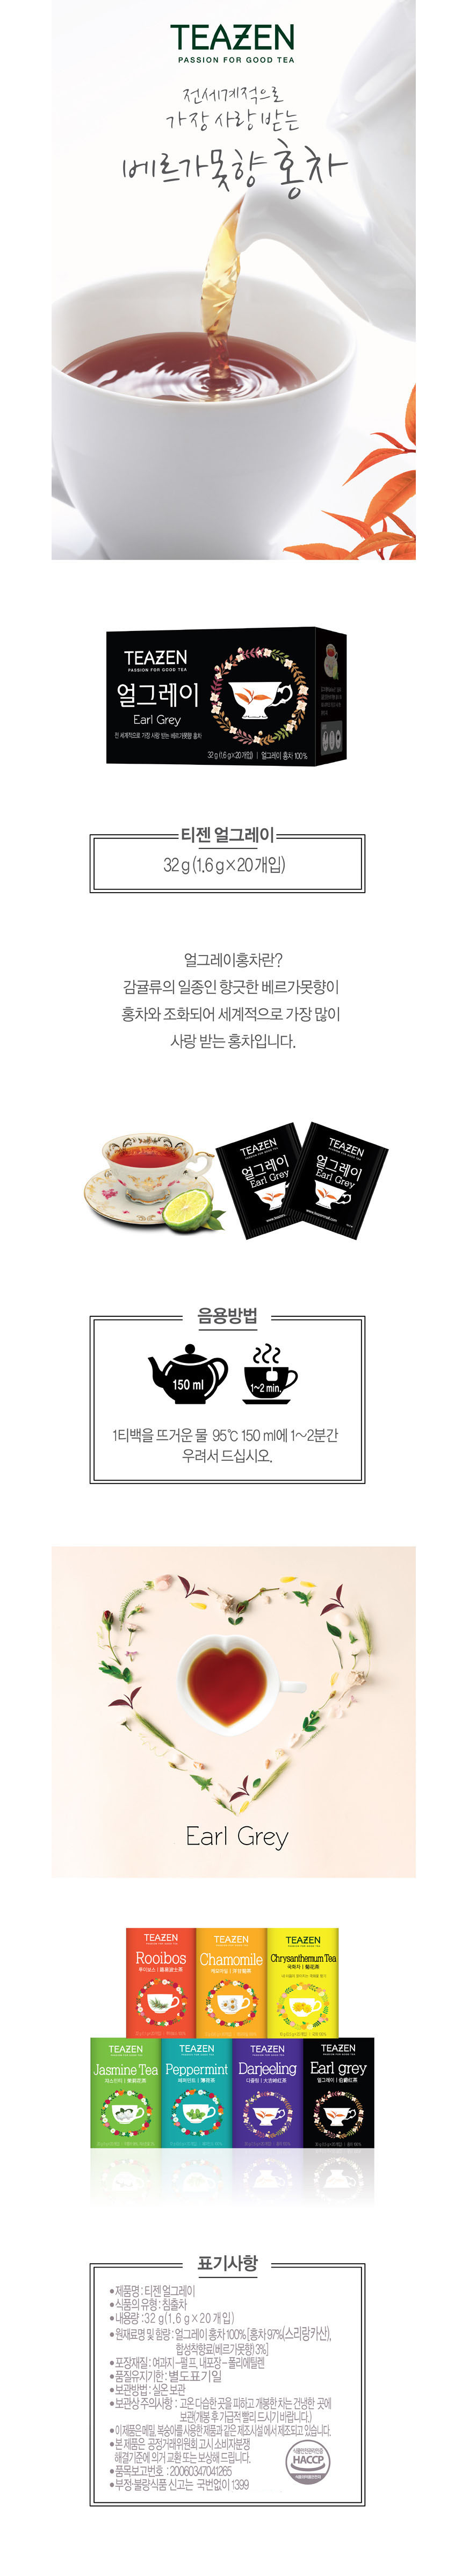 TEAZEN
PASSION FOR GOOD TEA
전세계적으로
가장 사랑 받는
베르가못향 홍차
TEAZEN
PASSION FOR GOOD TEA
얼그레이
Earl Grey
전 세계적으로 가장 사랑 받는 베르가못향 홍차
32 g (1.6 g×20개입) | 얼그레이 홍차 100%
티젠 얼그레이
32 g (1.6 g×20개입)
얼그레이홍차란?
감귤류의 일종인 향긋한 베르가못향이
홍차와 조화되어 세계적으로 가장 많이
사랑 받는 홍차입니다.
TEAZEN
얼그레이
Earl Grey
TEAZEN
얼그레이
Earl Grey
음용방법
150 ml
1~2 min.
1티백을 뜨거운 물 95℃ 150 ml에 1~2분간
우려서 드십시오.
Earl Grey
TEAZEN
Rooibos
TEAZEN
Chamomile
TEAZEN
Chrysanthemum Tea
TEAZEN
Jasmine Tea
TEAZEN
Peppermint
TEAZEN
Darjeeling
TEAZEN
Earl grey
표기사항
•제품명 : 티젠 얼그레이
•식품의 유형 : 침출차
•내용량 : 32 g(1.6 g×20개입)
•원재료명 및 함량 : 얼그레이 홍차 100% [홍차 97%(스리랑카산),
합성착향료(베르가못향) 3%]
•포장재질 : 여과지-펄프, 내포장-폴리에틸렌
•품질유지기한 : 별도표기일
•보관방법 : 실온 보관
•보관상 주의사항 : 고온 다습한 곳을 피하고 개봉한 차는 건냉한 곳에
보관(개봉 후 가급적 빨리 드시기 바랍니다.)
•이 제품은 메밀, 복숭아를 사용한 제품과 같은 제조시설에서 제조되고 있습니다.
•본 제품은 공정거래위원회 고시 소비자분쟁
해결기준에 의거 교환 또는 보상해 드립니다.
•품목보고번호 : 20060347041265
•부정·불량식품 신고는 국번없이 1399
HACCP